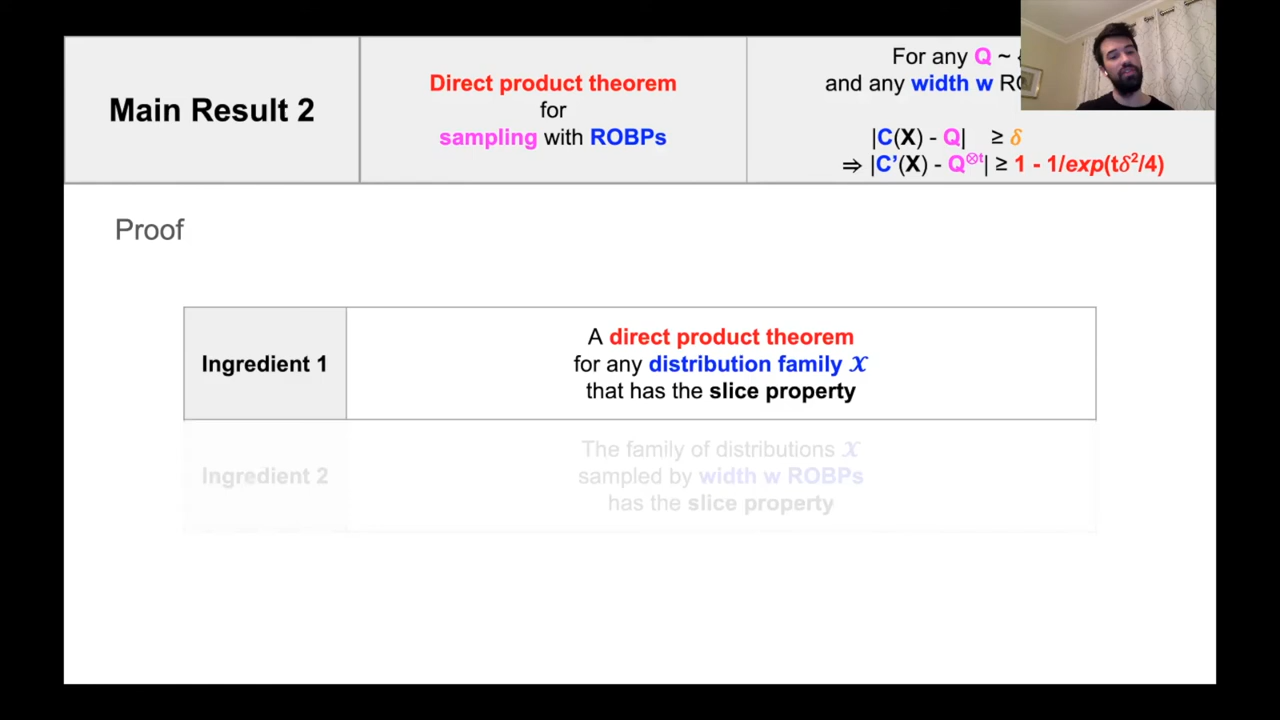 Main Result 2
Direct product theorem
for
sampling with ROBPs
For any Q ~ {
and any width w RO
|C(X) - Q| ≥ δ
⇒ |C'(X) - Q⊗t| ≥ 1 - 1/exp(tδ²/4)
Proof
Ingredient 1
A direct product theorem
for any distribution family 𝒳
that has the slice property
Ingredient 2
The family of distributions 𝒳
sampled by width w ROBPs
has the slice property